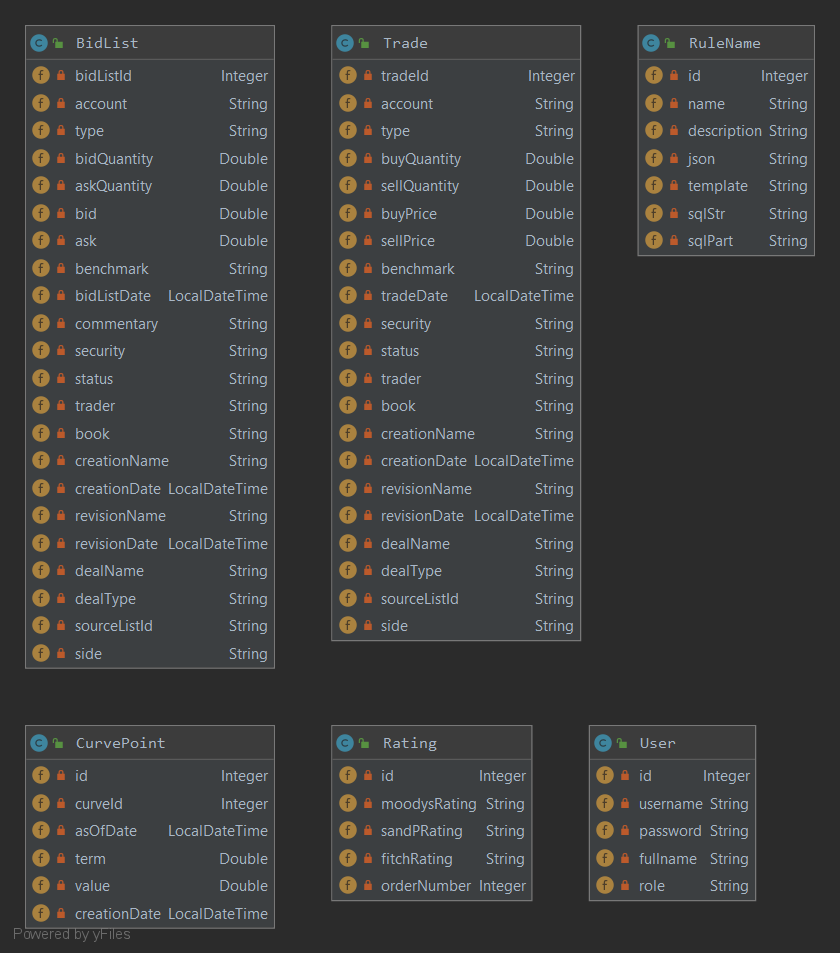 BidList
bidListId Integer
account String
type String
bidQuantity Double
askQuantity Double
bid Double
ask Double
benchmark String
bidListDate LocalDateTime
commentary String
security String
status String
trader String
book String
creationName String
creationDate LocalDateTime
revisionName String
revisionDate LocalDateTime
dealName String
dealType String
sourceListId String
side String
Trade
tradeId Integer
account String
type String
buyQuantity Double
sellQuantity Double
buyPrice Double
sellPrice Double
benchmark String
tradeDate LocalDateTime
security String
status String
trader String
book String
creationName String
creationDate LocalDateTime
revisionName String
revisionDate LocalDateTime
dealName String
dealType String
sourceListId String
side String
RuleName
id Integer
name String
description String
json String
template String
sqlStr String
sqlPart String
CurvePoint
id Integer
curveId Integer
asOfDate LocalDateTime
term Double
value Double
creationDate LocalDateTime
Rating
id Integer
moodysRating String
sandPRating String
fitchRating String
orderNumber Integer
User
id Integer
username String
password String
fullname String
role String
Powered by yFiles